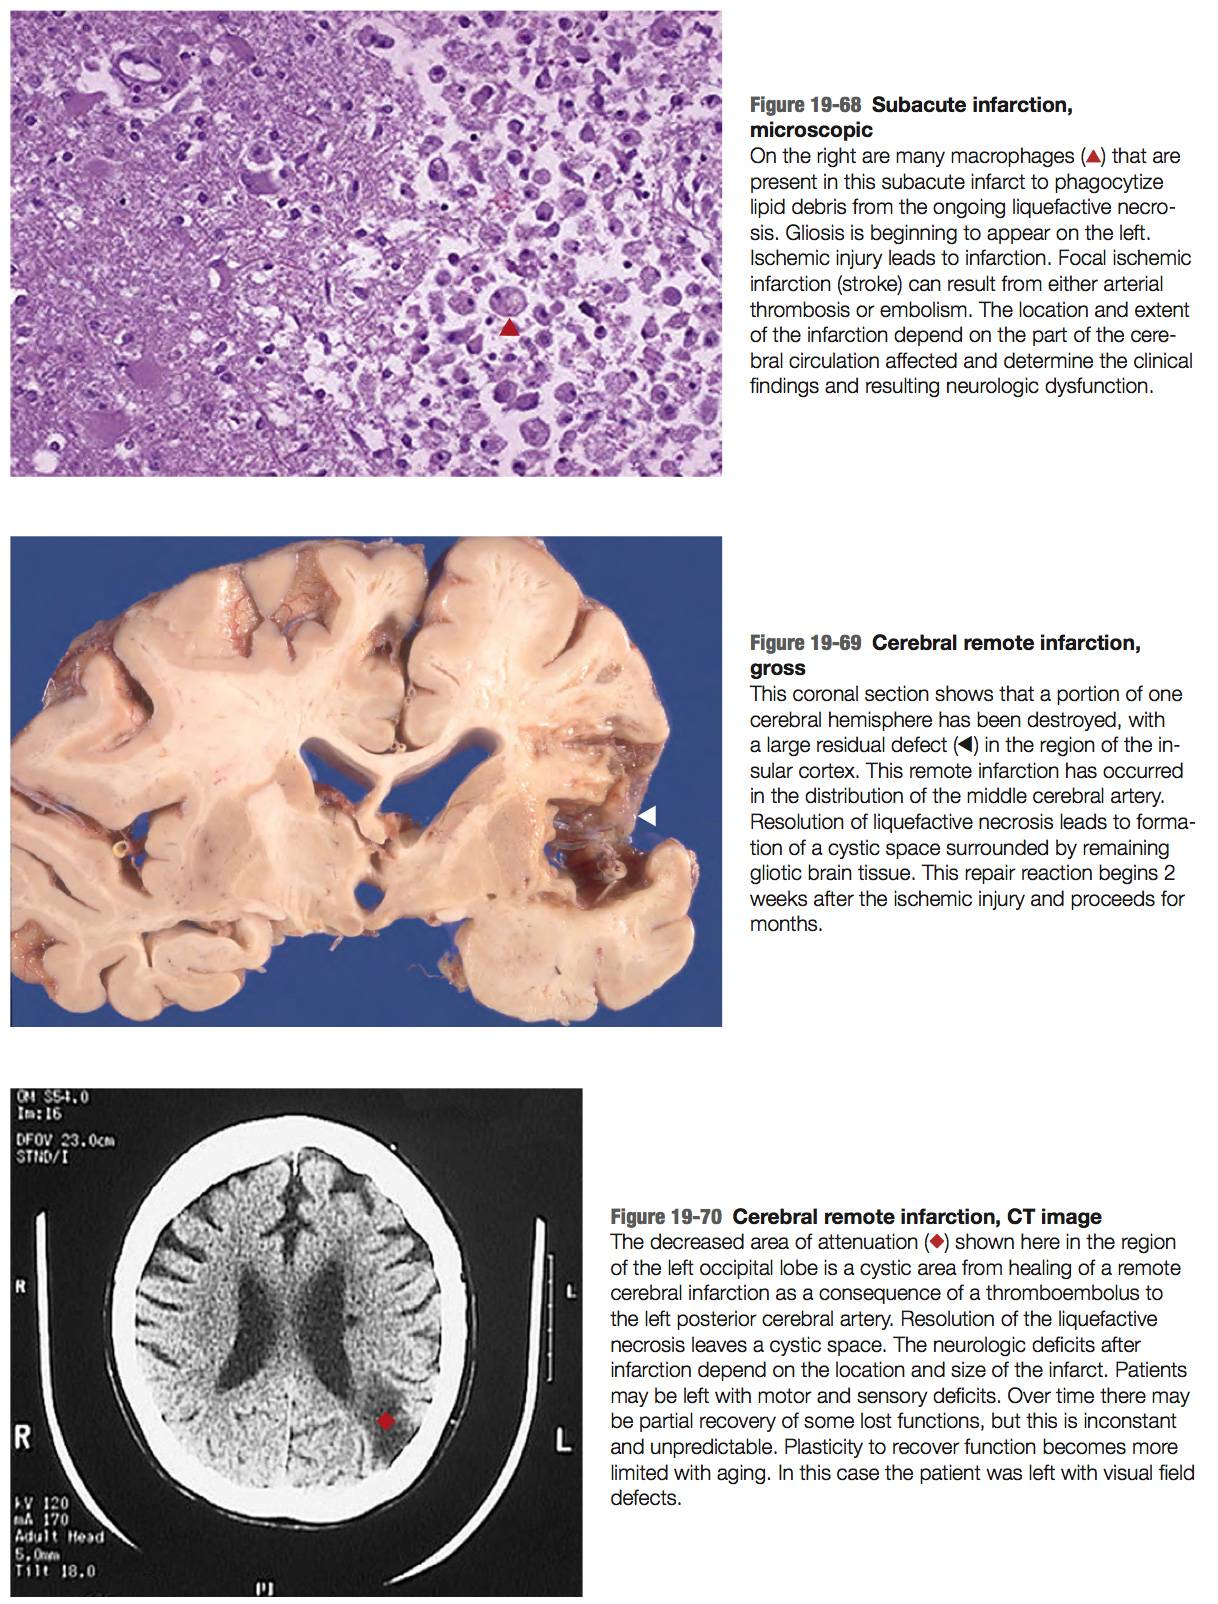 Figure 19-68 Subacute infarction,
microscopic
On the right are many macrophages (▲) that are
present in this subacute infarct to phagocytize
lipid debris from the ongoing liquefactive necro-
sis. Gliosis is beginning to appear on the left.
Ischemic injury leads to infarction. Focal ischemic
infarction (stroke) can result from either arterial
thrombosis or embolism. The location and extent
of the infarction depend on the part of the cere-
bral circulation affected and determine the clinical
findings and resulting neurologic dysfunction.
Figure 19-69 Cerebral remote infarction,
gross
This coronal section shows that a portion of one
cerebral hemisphere has been destroyed, with
a large residual defect (◀) in the region of the in-
sular cortex. This remote infarction has occurred
in the distribution of the middle cerebral artery.
Resolution of liquefactive necrosis leads to forma-
tion of a cystic space surrounded by remaining
gliotic brain tissue. This repair reaction begins 2
weeks after the ischemic injury and proceeds for
months.
OM S54.0
Im:16
DFOV 23.0cm
STND/I
R
L
R
L
kV 120
mA 170
Adult Head
5.0mm
Tilt 18.0
Figure 19-70 Cerebral remote infarction, CT image
The decreased area of attenuation (◆) shown here in the region
of the left occipital lobe is a cystic area from healing of a remote
cerebral infarction as a consequence of a thromboembolus to
the left posterior cerebral artery. Resolution of the liquefactive
necrosis leaves a cystic space. The neurologic deficits after
infarction depend on the location and size of the infarct. Patients
may be left with motor and sensory deficits. Over time there may
be partial recovery of some lost functions, but this is inconstant
and unpredictable. Plasticity to recover function becomes more
limited with aging. In this case the patient was left with visual field
defects.